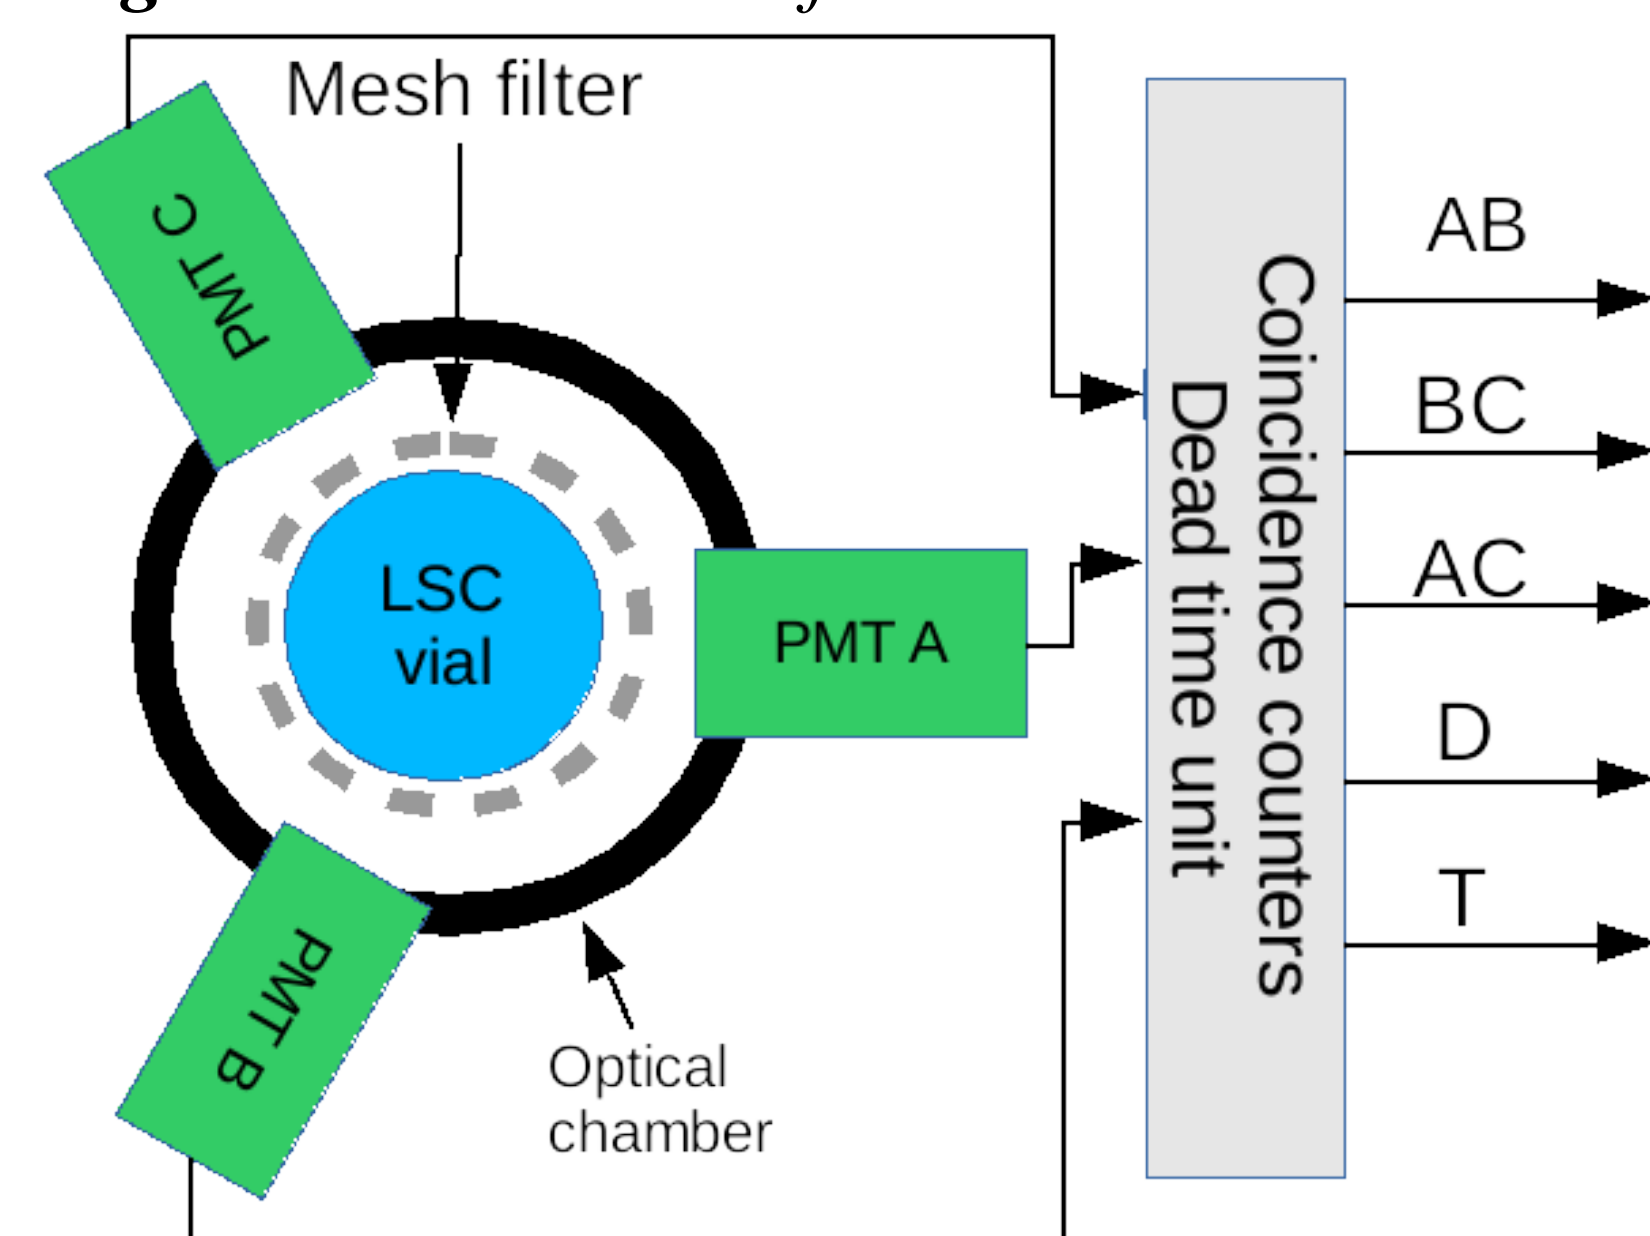 Mesh filter
PMT C
LSC
vial
PMT A
PMT B
Optical
chamber
Coincidence counters
Dead time unit
AB
BC
AC
D
T